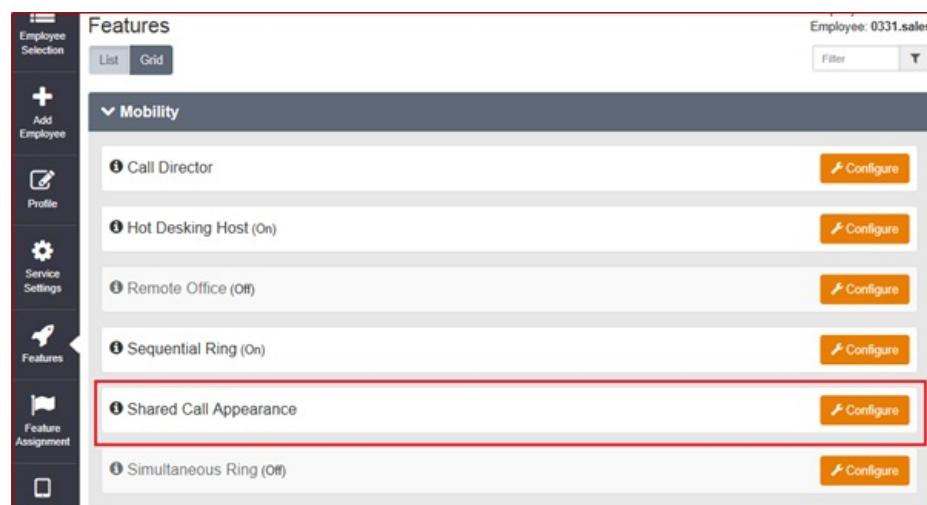 Employee
Selection
Add
Employee
Profile
Service
Settings
Features
Feature
Assignment
Features
Employee: 0331.sales
List Grid
Filter
Mobility
Call Director Configure
Hot Desking Host (On) Configure
Remote Office (Off) Configure
Sequential Ring (On) Configure
Shared Call Appearance Configure
Simultaneous Ring (Off) Configure